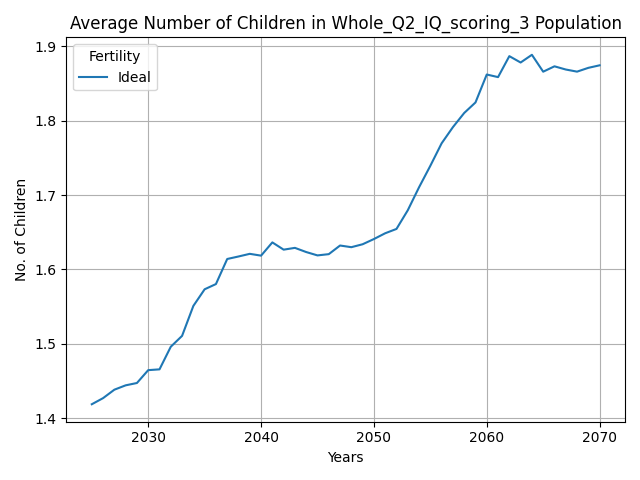 Average Number of Children in Whole_Q2_IQ_scoring_3 Population
Fertility
Ideal
No. of Children
1.9
1.8
1.7
1.6
1.5
1.4
2030 2040 2050 2060 2070
Years